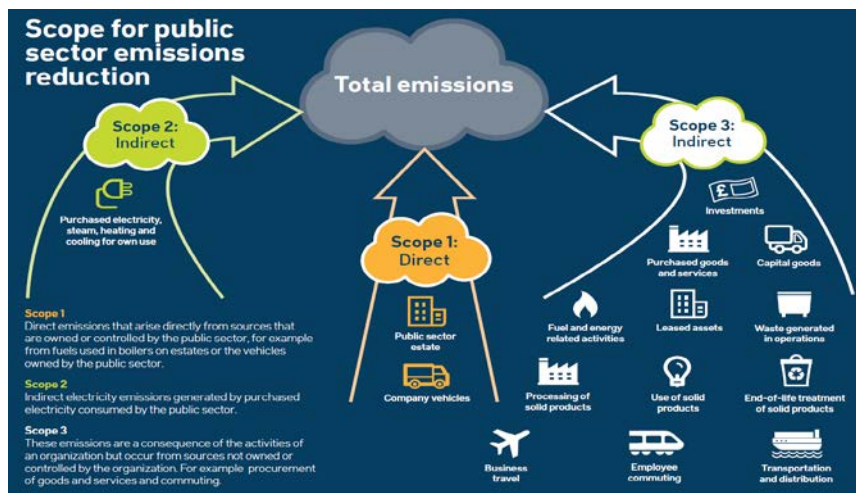 Scope for public
sector emissions
reduction
Total emissions
Scope 2:
Indirect
Purchased electricity,
steam, heating and
cooling for own use
Scope 1:
Direct
Public sector
estate
Company vehicles
Scope 3:
Indirect
£
Investments
Purchased goods
and services
Capital goods
Fuel and energy
related activities
Leased assets
Waste generated
in operations
Processing of
solid products
Use of solid
products
End-of-life treatment
of solid products
Business
travel
Employee
commuting
Transportation
and distribution
Scope 1
Direct emissions that arise directly from sources that
are owned or controlled by the public sector, for example
from fuels used in boilers on estates or the vehicles
owned by the public sector.
Scope 2
Indirect electricity emissions generated by purchased
electricity consumed by the public sector.
Scope 3
These emissions are a consequence of the activities of
an organization but occur from sources not owned or
controlled by the organization. For example procurement
of goods and services and commuting.